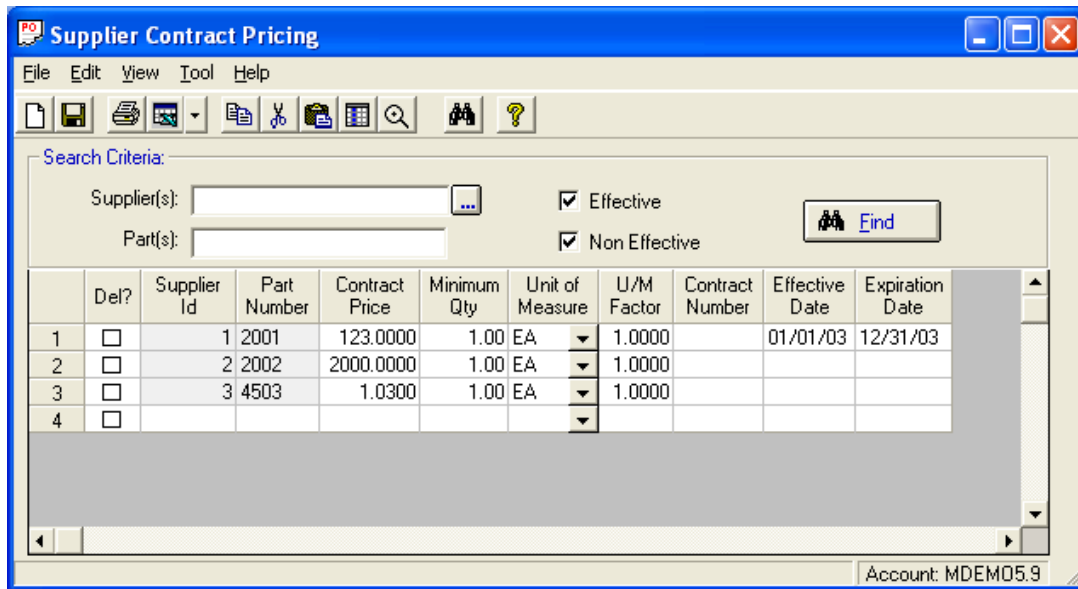 PO Supplier Contract Pricing
File Edit View Tool Help
?
Search Criteria:
Supplier(s): ... Effective
Part(s): Non Effective
Find
Del? Supplier Id Part Number Contract Price Minimum Qty Unit of Measure U/M Factor Contract Number Effective Date Expiration Date
1 1 2001 123.0000 1.00 EA 1.0000 01/01/03 12/31/03
2 2 2002 2000.0000 1.00 EA 1.0000
3 3 4503 1.0300 1.00 EA 1.0000
4
Account: MDEMO5.9